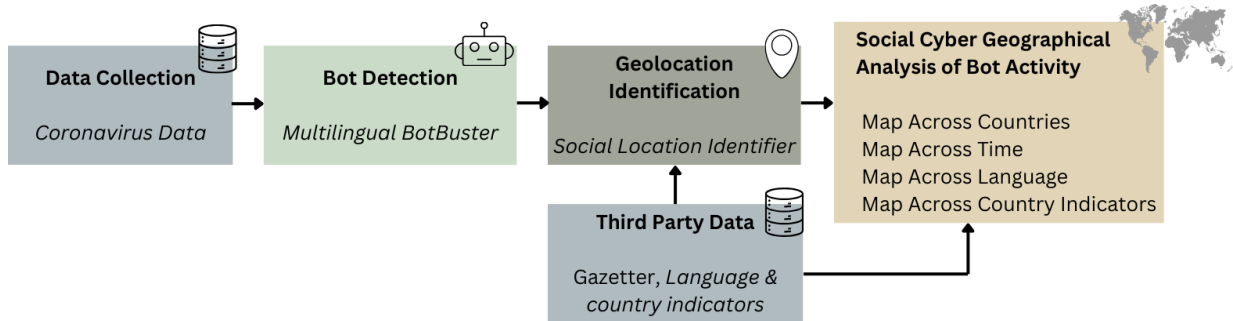 Data Collection
Coronavirus Data
Bot Detection
Multilingual BotBuster
Geolocation
Identification
Social Location Identifier
Third Party Data
Gazetter, Language &
country indicators
Social Cyber Geographical
Analysis of Bot Activity
Map Across Countries
Map Across Time
Map Across Language
Map Across Country Indicators